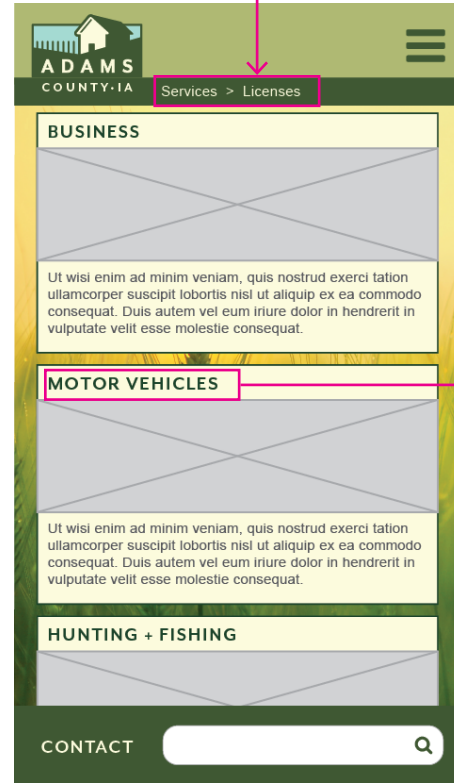 ADAMS
COUNTY·IA
Services > Licenses
BUSINESS
Ut wisi enim ad minim veniam, quis nostrud exerci tation
ullamcorper suscipit lobortis nisl ut aliquip ex ea commodo
consequat. Duis autem vel eum iriure dolor in hendrerit in
vulputate velit esse molestie consequat.
MOTOR VEHICLES
Ut wisi enim ad minim veniam, quis nostrud exerci tation
ullamcorper suscipit lobortis nisl ut aliquip ex ea commodo
consequat. Duis autem vel eum iriure dolor in hendrerit in
vulputate velit esse molestie consequat.
HUNTING + FISHING
CONTACT